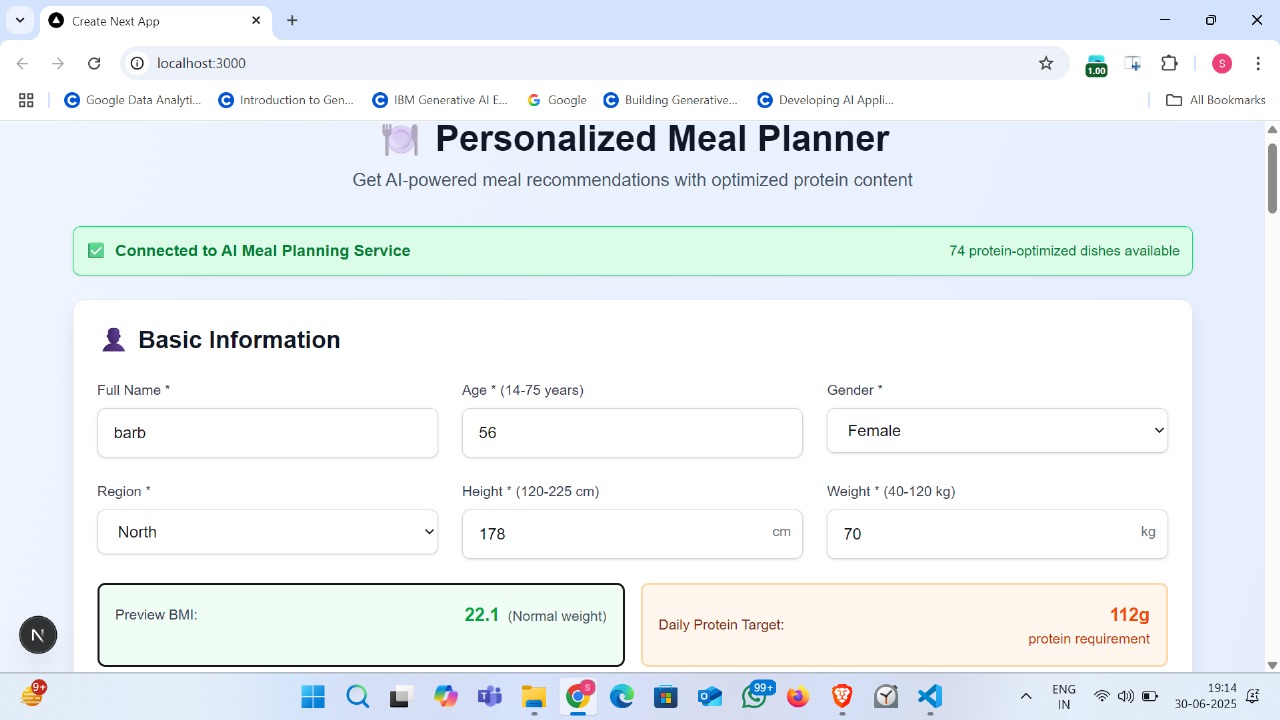 Create Next App
localhost:3000
1.00
S
Google Data Analyti...
Introduction to Gen...
IBM Generative AI E...
Google
Building Generative...
Developing AI Appli...
All Bookmarks
Personalized Meal Planner
Get AI-powered meal recommendations with optimized protein content
Connected to AI Meal Planning Service
74 protein-optimized dishes available
Basic Information
Full Name *
Age * (14-75 years)
Gender *
barb
56
Female
Region *
Height * (120-225 cm)
Weight * (40-120 kg)
North
178 cm
70 kg
Preview BMI:
22.1 (Normal weight)
Daily Protein Target:
112g
protein requirement
N
9+
S
99+
ENG
IN
19:14
30-06-2025